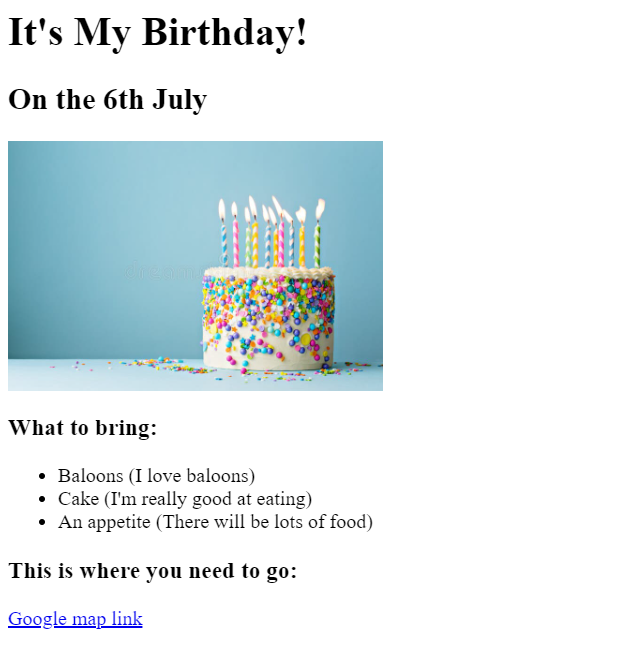 It's My Birthday!
On the 6th July
What to bring:
Baloons (I love baloons)
Cake (I'm really good at eating)
An appetite (There will be lots of food)
This is where you need to go:
Google map link